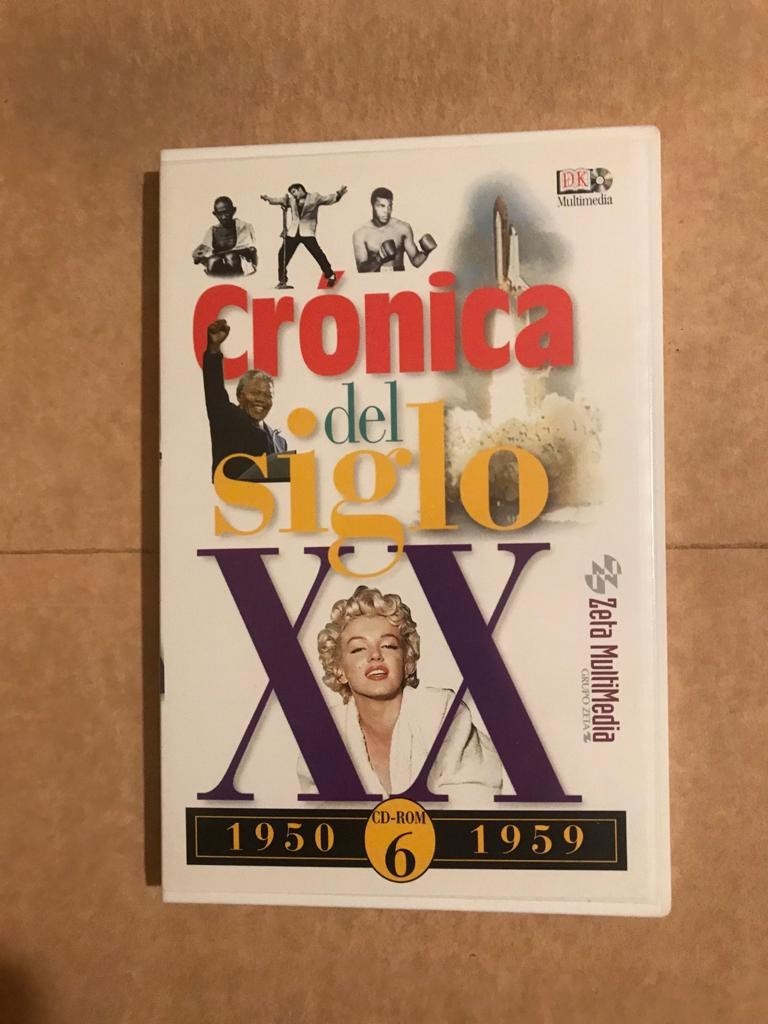 DK
Multimedia
Crónica
del
siglo
XX
Zeta MultiMedia
GRUPO ZETA
CD-ROM
1950 6 1959